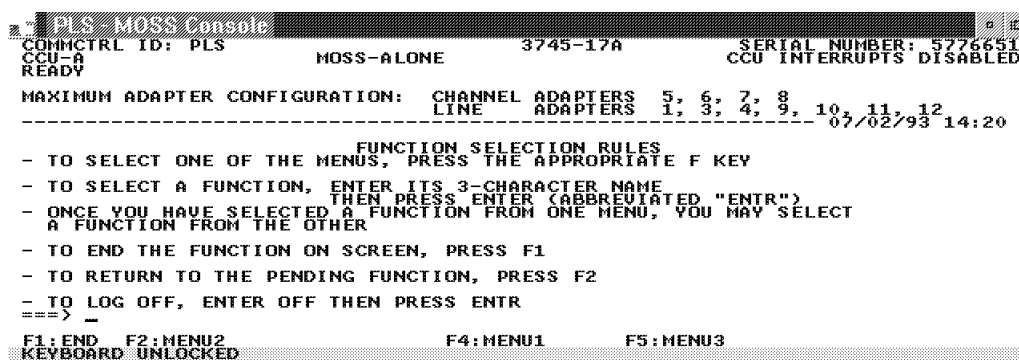 PLS - MOSS Console
COMMCTRL ID: PLS 3745-17A SERIAL NUMBER: 5776651
CCU-A MOSS-ALONE CCU INTERRUPTS DISABLED
READY
MAXIMUM ADAPTER CONFIGURATION: CHANNEL ADAPTERS 5, 6, 7, 8
LINE ADAPTERS 1, 3, 4, 9, 10, 11, 12
---------------------------------------------------------------- 07/02/93 14:20
FUNCTION SELECTION RULES
- TO SELECT ONE OF THE MENUS, PRESS THE APPROPRIATE F KEY
- TO SELECT A FUNCTION, ENTER ITS 3-CHARACTER NAME
THEN PRESS ENTER (ABBREVIATED "ENTR")
- ONCE YOU HAVE SELECTED A FUNCTION FROM ONE MENU, YOU MAY SELECT
A FUNCTION FROM THE OTHER
- TO END THE FUNCTION ON SCREEN, PRESS F1
- TO RETURN TO THE PENDING FUNCTION, PRESS F2
- TO LOG OFF, ENTER OFF THEN PRESS ENTR
===> _
F1:END F2:MENU2 F4:MENU1 F5:MENU3
KEYBOARD UNLOCKED